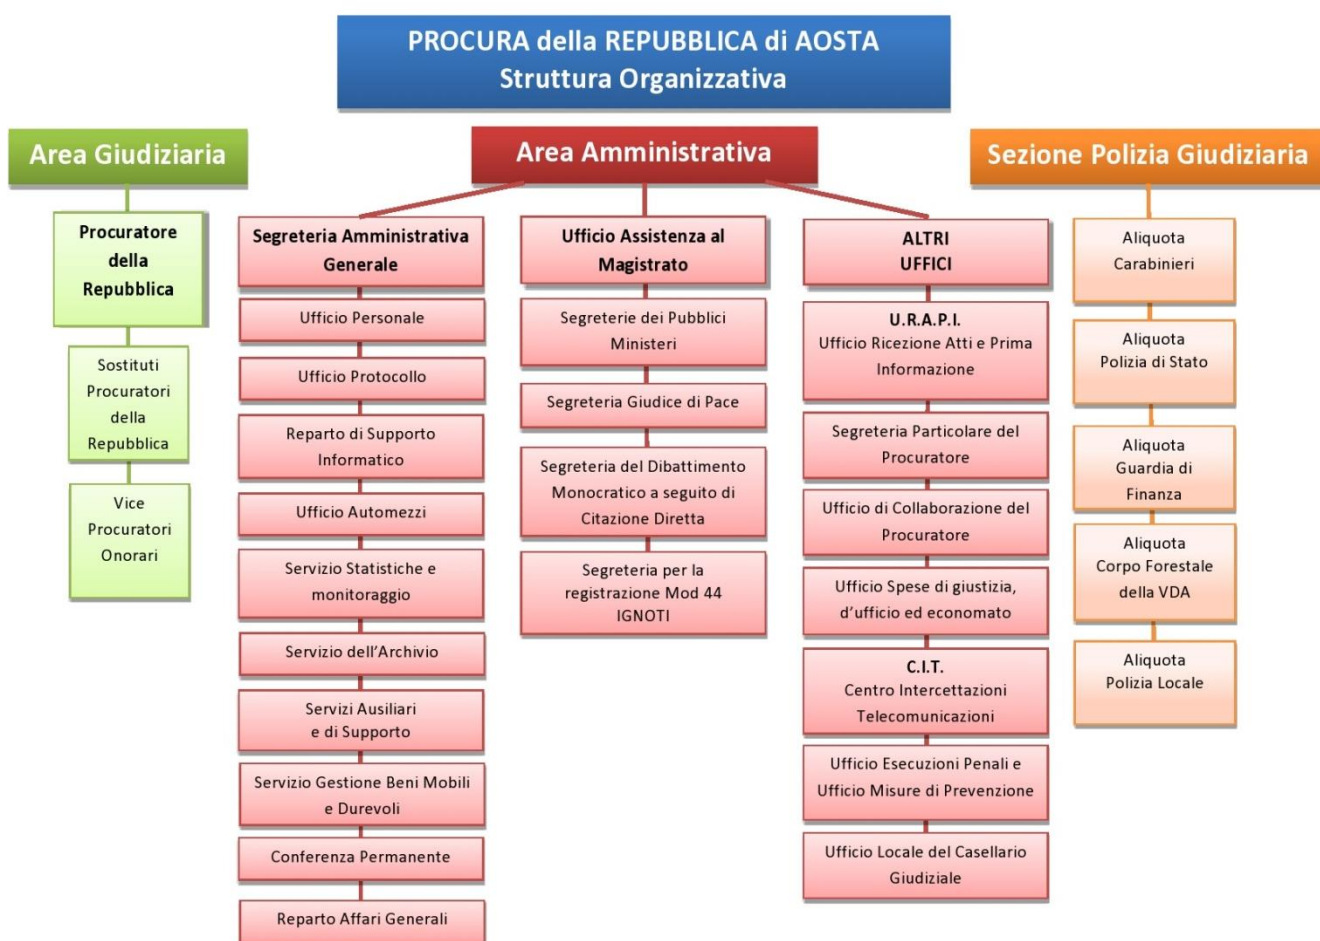 PROCURA della REPUBBLICA di AOSTA
Struttura Organizzativa
Area Giudiziaria
Procuratore
della
Repubblica
Sostituti
Procuratori
della
Repubblica
Vice
Procuratori
Onorari
Area Amministrativa
Segreteria Amministrativa
Generale
Ufficio Personale
Ufficio Protocollo
Reparto di Supporto
Informatico
Ufficio Automezzi
Servizio Statistiche e
monitoraggio
Servizio dell'Archivio
Servizi Ausiliari
e di Supporto
Servizio Gestione Beni Mobili
e Durevoli
Conferenza Permanente
Reparto Affari Generali
Ufficio Assistenza al
Magistrato
Segreterie dei Pubblici
Ministeri
Segreteria Giudice di Pace
Segreteria del Dibattimento
Monocratico a seguito di
Citazione Diretta
Segreteria per la
registrazione Mod 44
IGNOTI
ALTRI
UFFICI
U.R.A.P.I.
Ufficio Ricezione Atti e Prima
Informazione
Segreteria Particolare del
Procuratore
Ufficio di Collaborazione del
Procuratore
Ufficio Spese di giustizia,
d'ufficio ed economato
C.I.T.
Centro Intercettazioni
Telecomunicazioni
Ufficio Esecuzioni Penali e
Ufficio Misure di Prevenzione
Ufficio Locale del Casellario
Giudiziale
Sezione Polizia Giudiziaria
Aliquota
Carabinieri
Aliquota
Polizia di Stato
Aliquota
Guardia di
Finanza
Aliquota
Corpo Forestale
della VDA
Aliquota
Polizia Locale